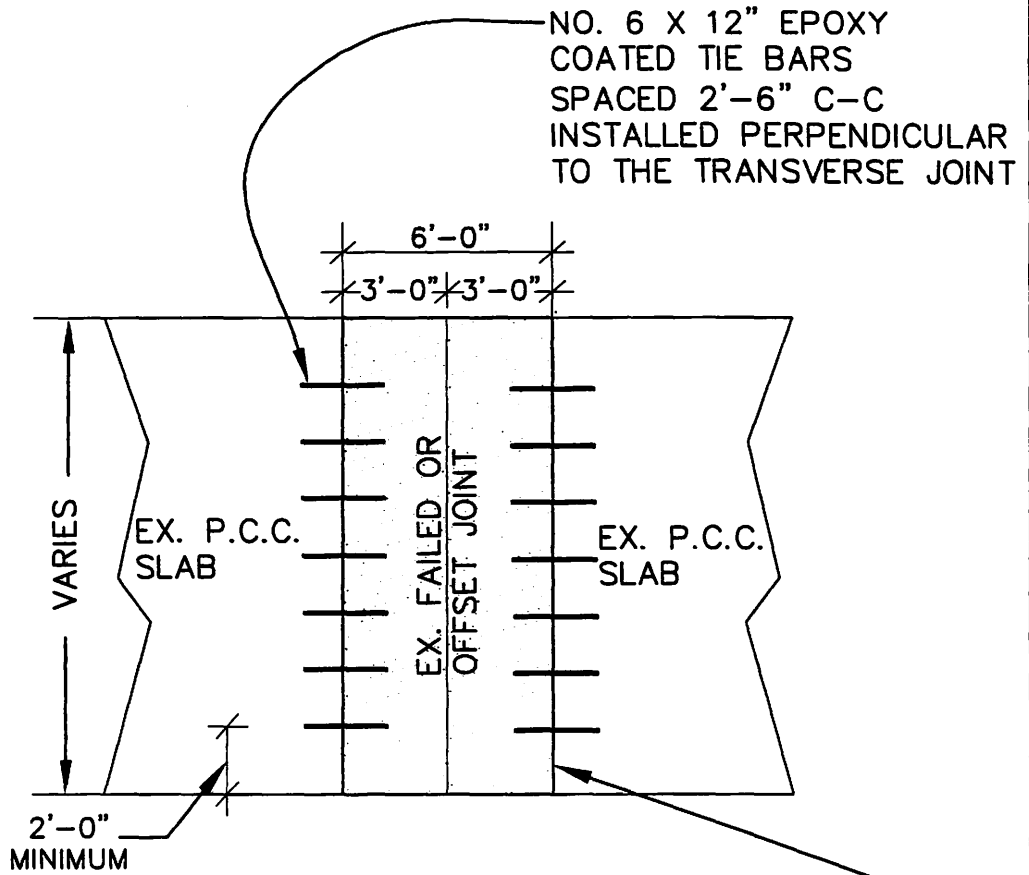 NO. 6 X 12" EPOXY
COATED TIE BARS
SPACED 2'-6" C-C
INSTALLED PERPENDICULAR
TO THE TRANSVERSE JOINT
6'-0"
3'-0" 3'-0"
VARIES
EX. P.C.C.
SLAB
EX. FAILED OR
OFFSET JOINT
EX. P.C.C.
SLAB
2'-0"
MINIMUM